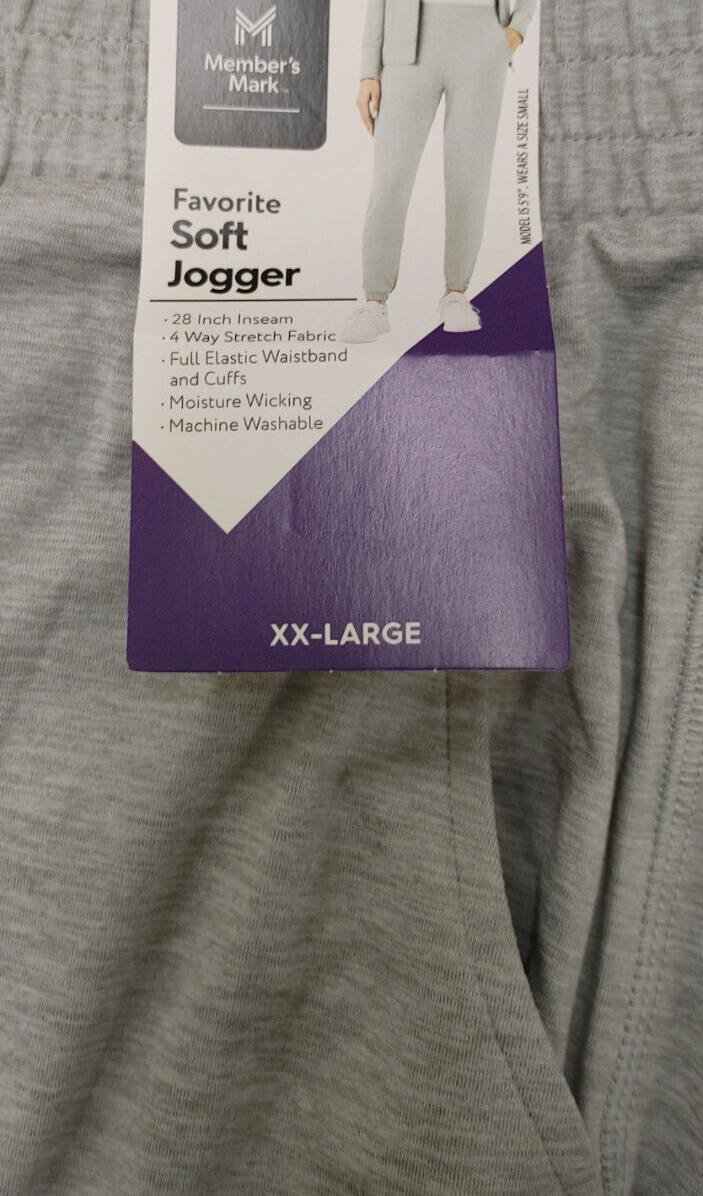 Member's
Mark™
Favorite
Soft
Jogger
· 28 Inch Inseam
· 4 Way Stretch Fabric
· Full Elastic Waistband
and Cuffs
· Moisture Wicking
· Machine Washable
MODEL IS 5'9", WEARS A SIZE SMALL
XX-LARGE